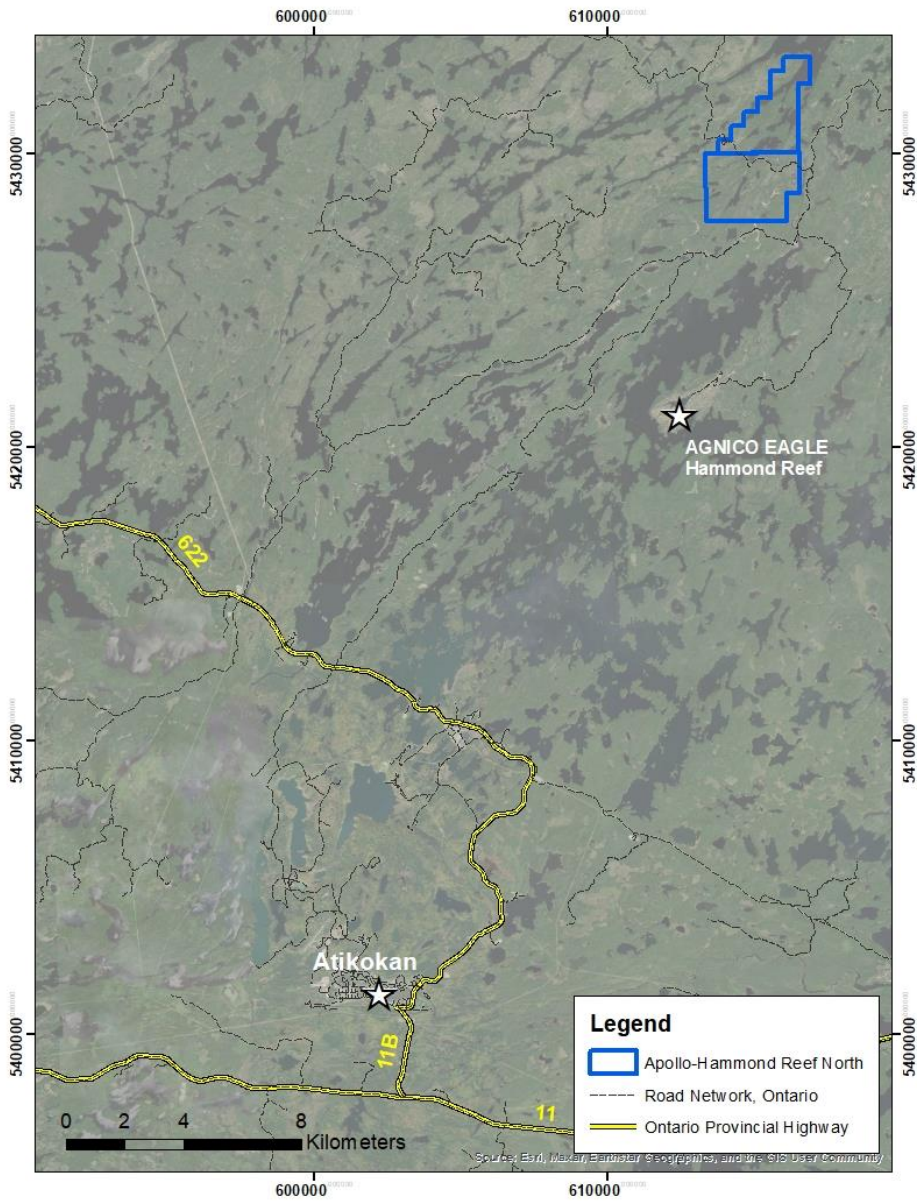 600000
610000
5430000
5430000
AGNICO EAGLE
Hammond Reef
5420000
5420000
622
5410000
5410000
Atikokan
5400000
5400000
11B
11
0 2 4 8
Kilometers
Legend
Apollo-Hammond Reef North
Road Network, Ontario
Ontario Provincial Highway
Source: Esri, Maxar, Earthstar Geographics, and the GIS User Community
600000
610000